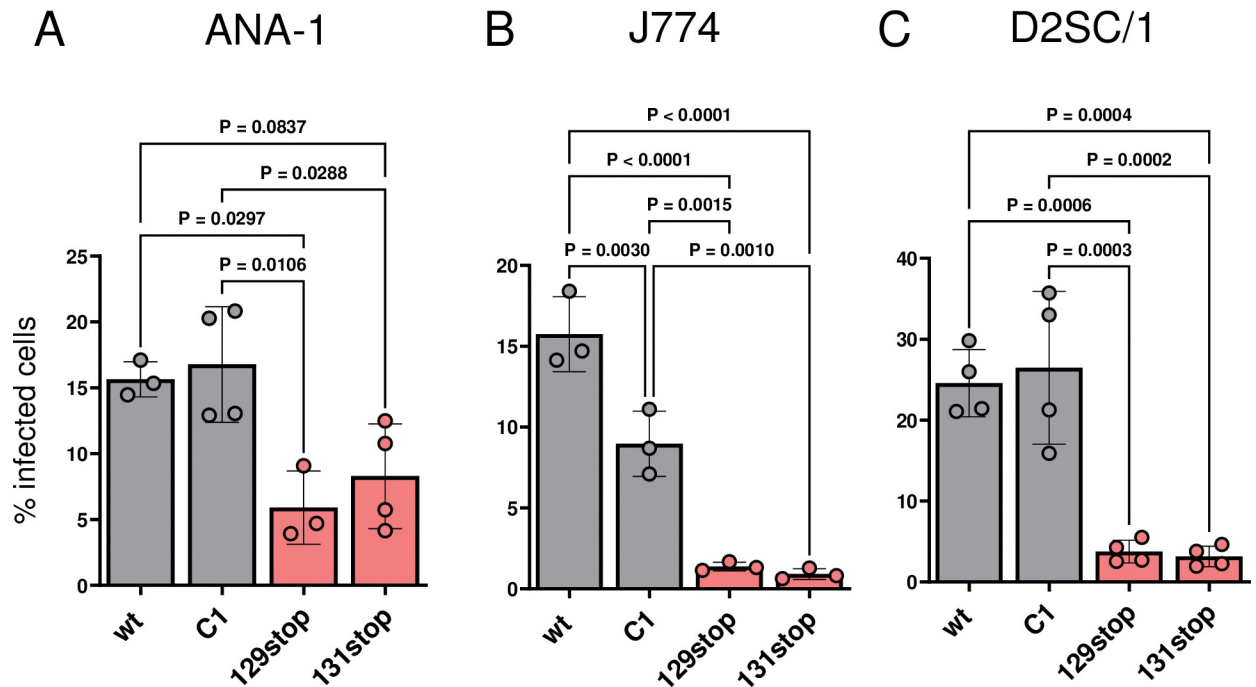 A ANA-1
P = 0.0837
P = 0.0288
P = 0.0297
P = 0.0106
% infected cells
25
20
15
10
5
0
wt C1 129stop 131stop
B J774
P < 0.0001
P < 0.0001
P = 0.0015
P = 0.0030 P = 0.0010
20
15
10
5
0
wt C1 129stop 131stop
C D2SC/1
P = 0.0004
P = 0.0002
P = 0.0006
P = 0.0003
40
30
20
10
0
wt C1 129stop 131stop